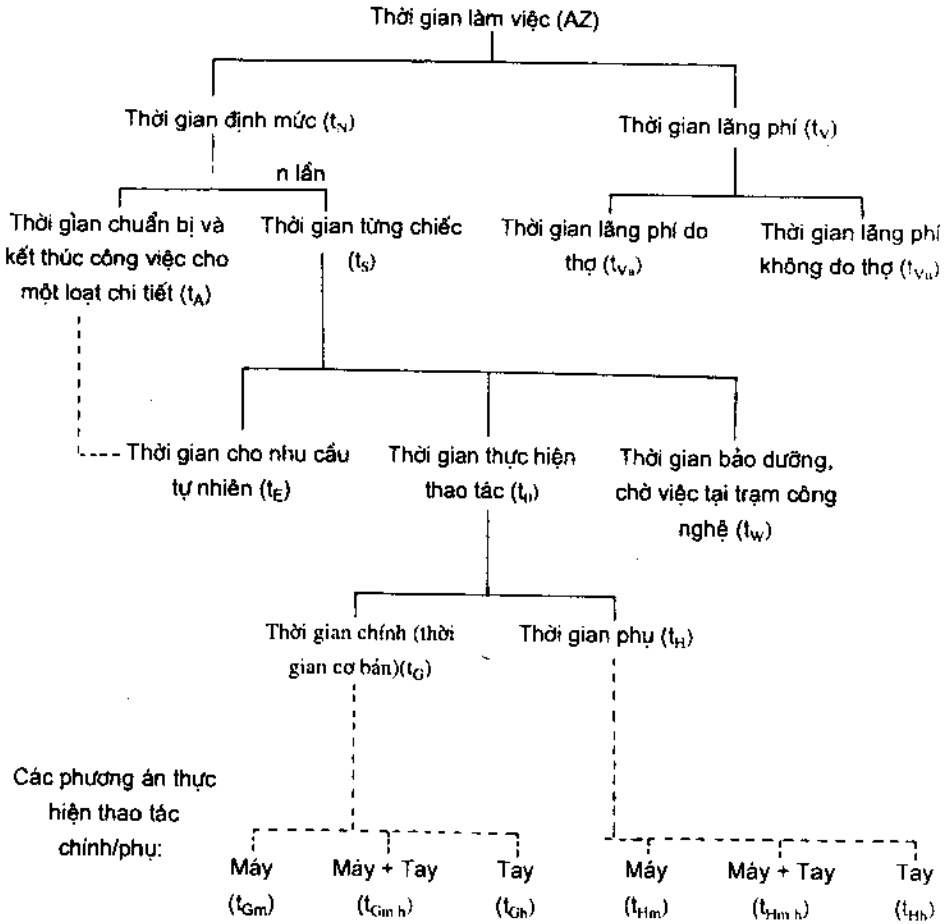 Thời gian làm việc (AZ)
Thời gian định mức (t_N)
Thời gian lãng phí (t_V)
n lần
Thời gian chuẩn bị và
kết thúc công việc cho
một loạt chi tiết (t_A)
Thời gian từng chiếc
(t_S)
Thời gian lãng phí do
thợ (t_Va)
Thời gian lãng phí
không do thợ (t_Vu)
Thời gian cho nhu cầu
tự nhiên (t_E)
Thời gian thực hiện
thao tác (t_0)
Thời gian bảo dưỡng,
chờ việc tại trạm công
nghệ (t_W)
Thời gian chính (thời
gian cơ bản)(t_G)
Thời gian phụ (t_H)
Các phương án thực
hiện thao tác
chính/phụ:
Máy
(t_Gm)
Máy + Tay
(t_Gm h)
Tay
(t_Gh)
Máy
(t_Hm)
Máy + Tay
(t_Hm h)
Tay
(t_Hh)